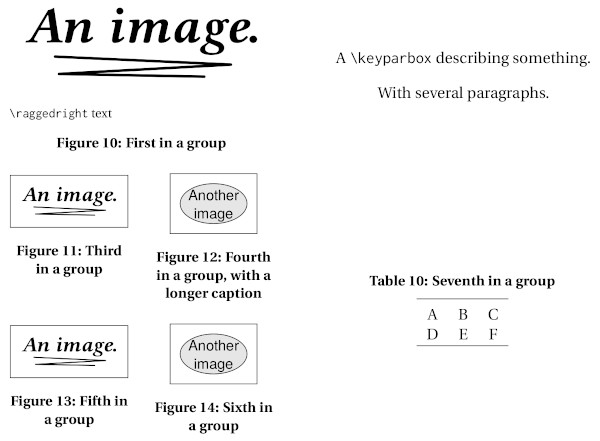 An image.
\raggedright text
Figure 10: First in a group
A \keyparbox describing something.
With several paragraphs.
An image.
Figure 11: Third
in a group
Another
image
Figure 12: Fourth
in a group, with a
longer caption
An image.
Figure 13: Fifth in
a group
Another
image
Figure 14: Sixth in
a group
Table 10: Seventh in a group
A B C
D E F